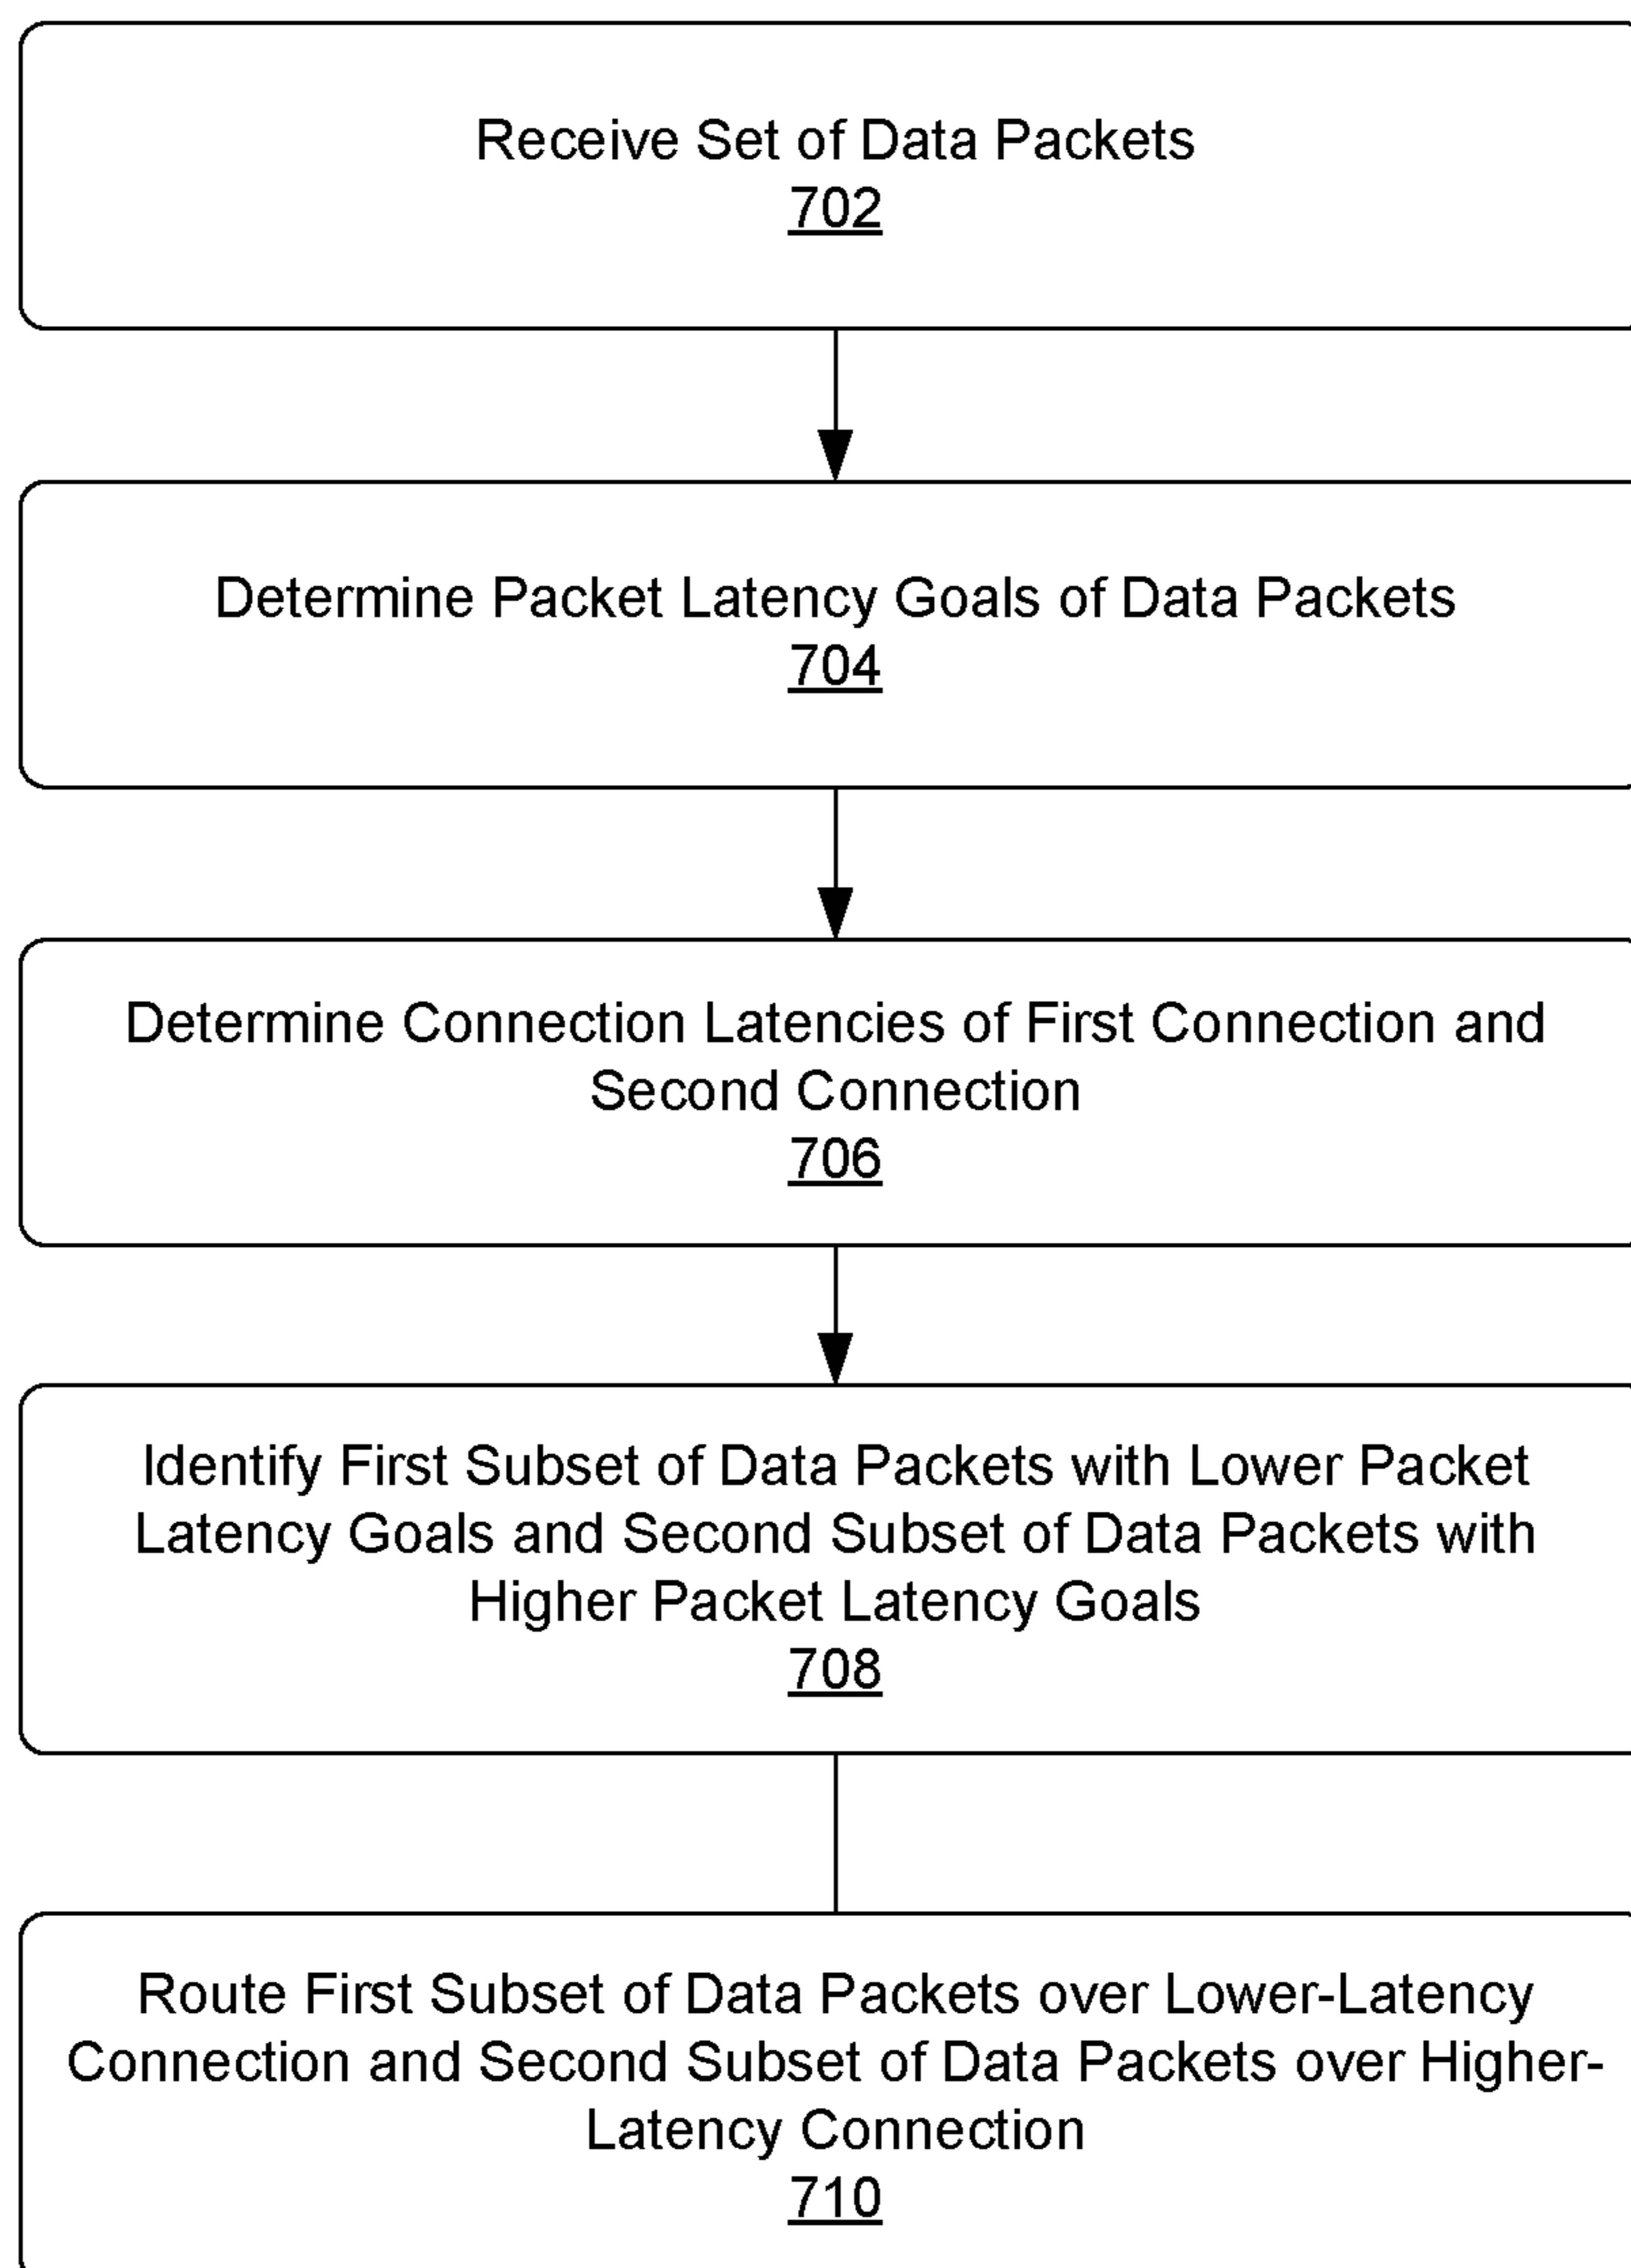 Receive Set of Data Packets
702
Determine Packet Latency Goals of Data Packets
704
Determine Connection Latencies of First Connection and
Second Connection
706
Identify First Subset of Data Packets with Lower Packet
Latency Goals and Second Subset of Data Packets with
Higher Packet Latency Goals
708
Route First Subset of Data Packets over Lower-Latency
Connection and Second Subset of Data Packets over Higher-
Latency Connection
710